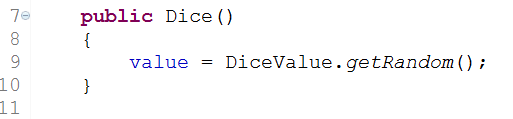 7 public Dice()
8 {
9 value = DiceValue.getRandom();
10 }
11